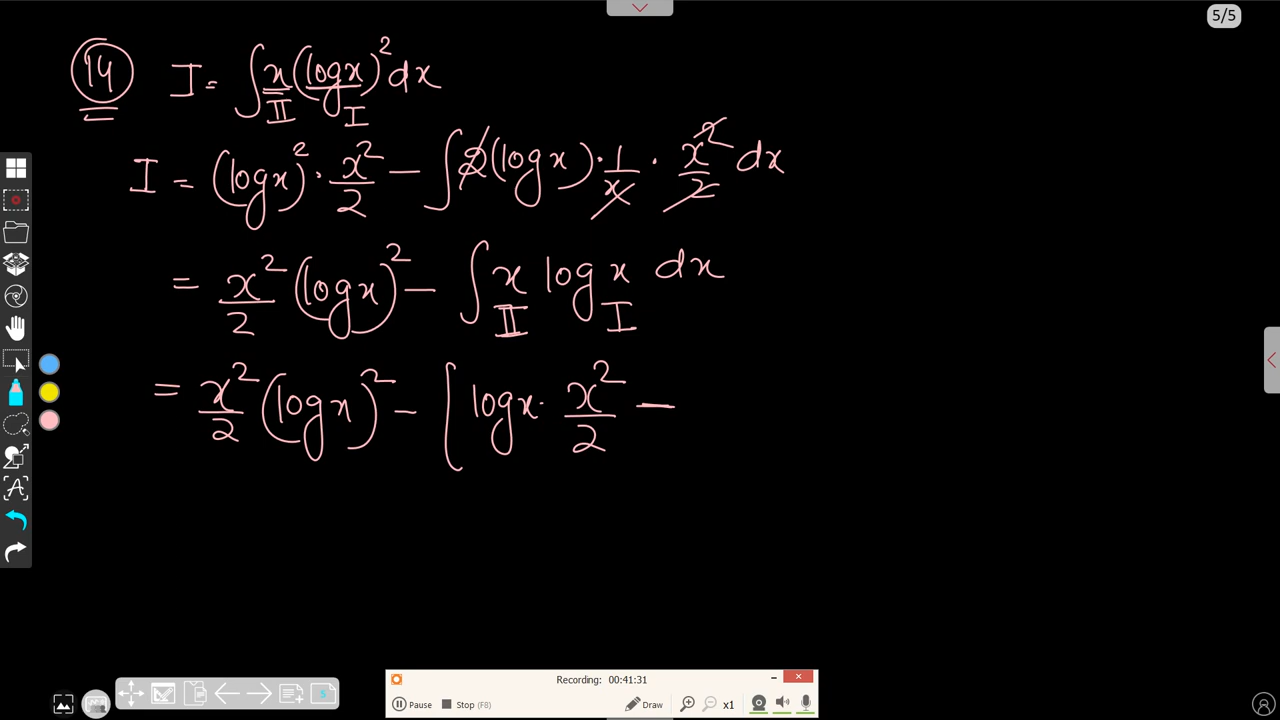 5/5
14 I = ∫ x (log x)² dx
II I
I = (log x)² · x²/2 − ∫ 2(log x) · 1/x · x²/2 dx
= x²/2 (log x)² − ∫ x log x dx
II I
= x²/2 (log x)² − [ log x · x²/2 −
Recording: 00:41:31
Pause Stop (F8) Draw x1